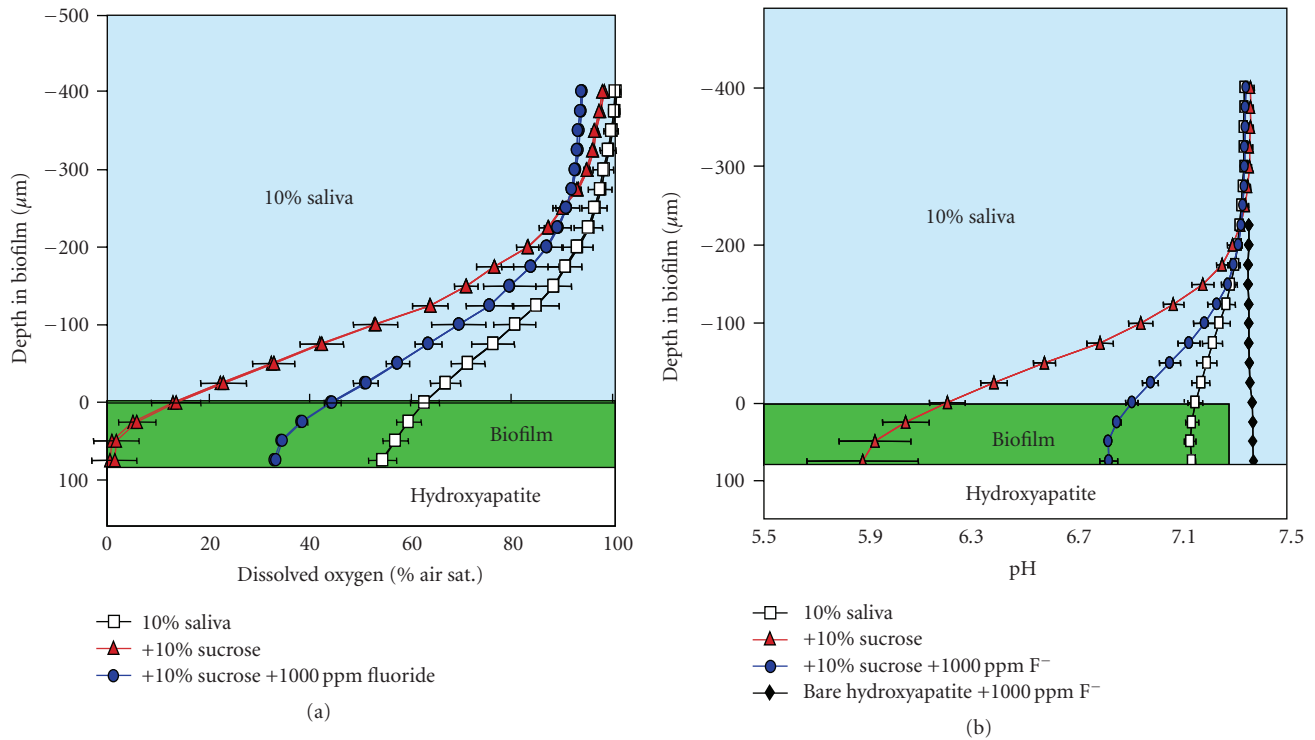 −500
−400
−300
−200
−100
0
100
Depth in biofilm (μm)
10% saliva
Biofilm
Hydroxyapatite
0 20 40 60 80 100
Dissolved oxygen (% air sat.)
10% saliva
+10% sucrose
+10% sucrose +1000 ppm fluoride
(a)
−500
−400
−300
−200
−100
0
100
Depth in biofilm (μm)
10% saliva
Biofilm
Hydroxyapatite
5.5 5.9 6.3 6.7 7.1 7.5
pH
10% saliva
+10% sucrose
+10% sucrose +1000 ppm F⁻
Bare hydroxyapatite +1000 ppm F⁻
(b)